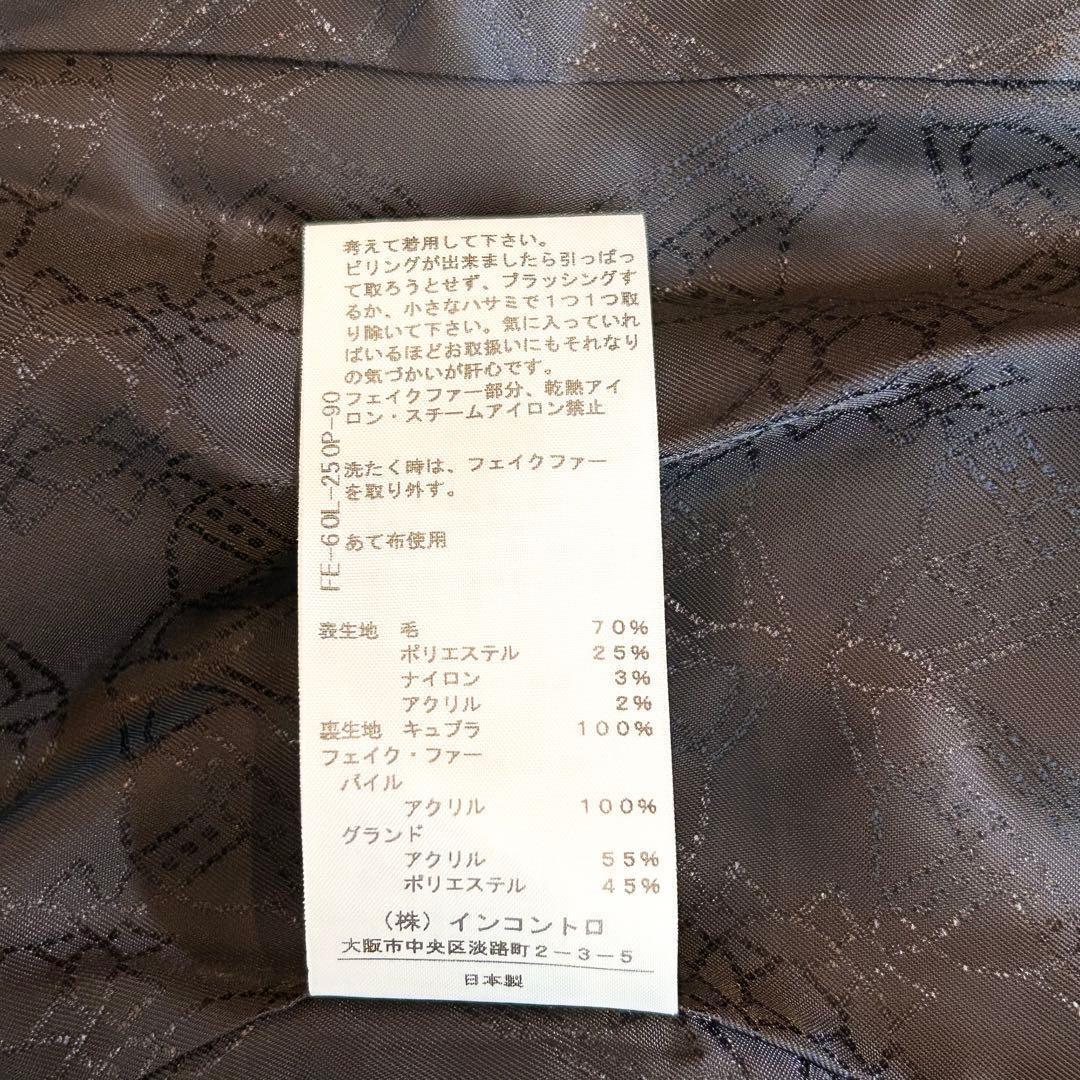 考えて着用して下さい。
ピリングが出来ましたら引っぱっ
て取ろうとせず、ブラッシングす
るか、小さなハサミで1つ1つ取
り除いて下さい。気に入っていれ
ばいるほどお取扱いにもそれなり
の気づかいが肝心です。
フェイクファー部分、乾熱アイ
ロン・スチームアイロン禁止
洗たく時は、フェイクファー
を取り外す。
あて布使用
FE-60L-250P-90
表生地 毛 70%
ポリエステル 25%
ナイロン 3%
アクリル 2%
裏生地 キュプラ 100%
フェイク・ファー
パイル
アクリル 100%
グランド
アクリル 55%
ポリエステル 45%
(株)インコントロ
大阪市中央区淡路町2-3-5
日本製